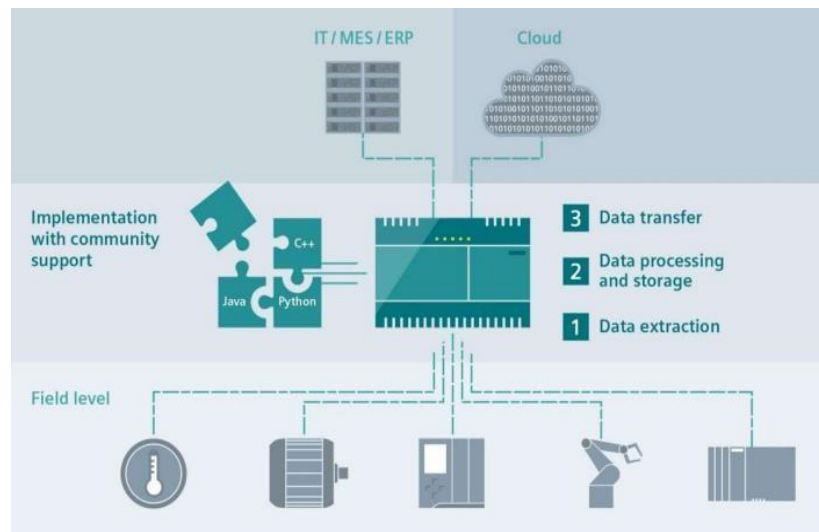 IT / MES / ERP
Cloud
Implementation
with community
support
C++
Java
Python
3 Data transfer
2 Data processing
and storage
1 Data extraction
Field level